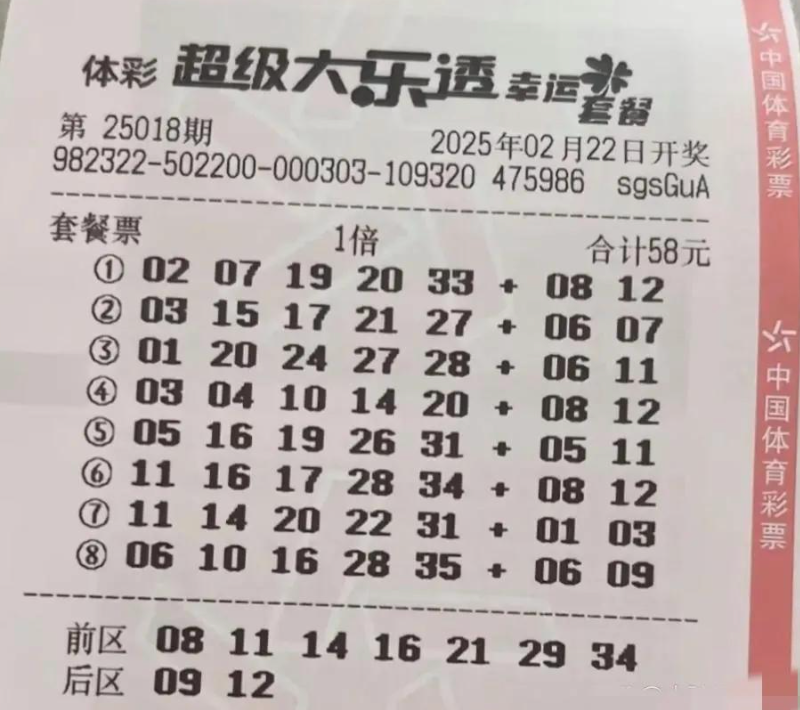 体彩 超级大乐透 幸运套餐
第 25018期 2025年02月22日开奖
982322-502200-000303-109320 475986 sgsGuA
套餐票 1倍 合计58元
① 02 07 19 20 33 + 08 12
② 03 15 17 21 27 + 06 07
③ 01 20 24 27 28 + 06 11
④ 03 04 10 14 20 + 08 12
⑤ 05 16 19 26 31 + 05 11
⑥ 11 16 17 28 34 + 08 12
⑦ 11 14 20 22 31 + 01 03
⑧ 06 10 16 28 35 + 06 09
前区 08 11 14 16 21 29 34
后区 09 12
中国体育彩票
中国体育彩票